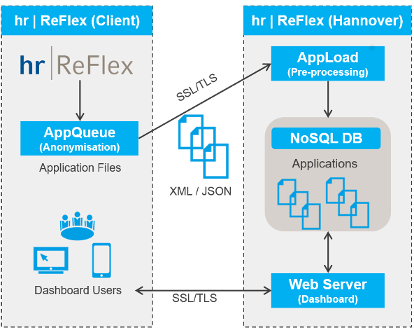 hr | ReFlex (Client)
hr | ReFlex
AppQueue
(Anonymisation)
Application Files
Dashboard Users
SSL/TLS
XML / JSON
SSL/TLS
hr | ReFlex (Hannover)
AppLoad
(Pre-processing)
NoSQL DB
Applications
Web Server
(Dashboard)